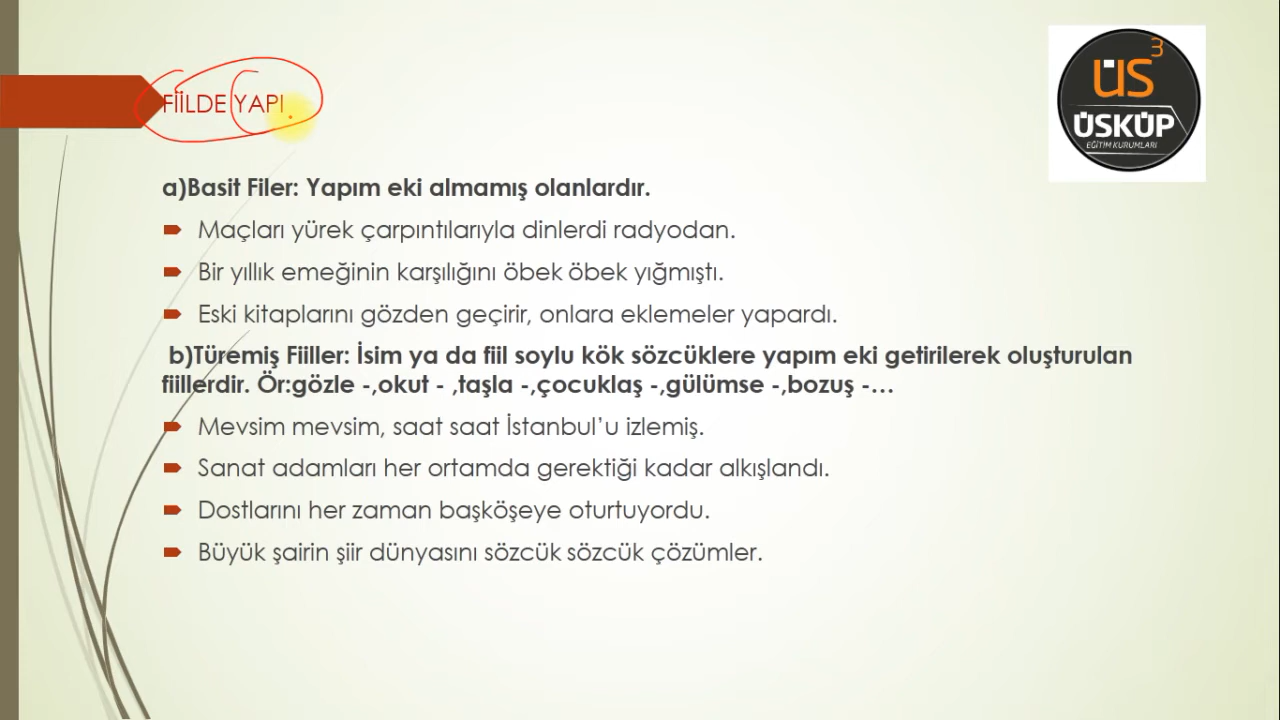 ÜS3
ÜSKÜP
EĞİTİM KURUMLARI
FİİLDE YAPI
a)Basit Filer: Yapım eki almamış olanlardır.
Maçları yürek çarpıntılarıyla dinlerdi radyodan.
Bir yıllık emeğinin karşılığını öbek öbek yığmıştı.
Eski kitaplarını gözden geçirir, onlara eklemeler yapardı.
b)Türemiş Fiiller: İsim ya da fiil soylu kök sözcüklere yapım eki getirilerek oluşturulan
fiillerdir. Ör:gözle -,okut - ,taşla -,çocuklaş -,gülümse -,bozuş -…
Mevsim mevsim, saat saat İstanbul’u izlemiş.
Sanat adamları her ortamda gerektiği kadar alkışlandı.
Dostlarını her zaman başköşeye oturtuyordu.
Büyük şairin şiir dünyasını sözcük sözcük çözümler.